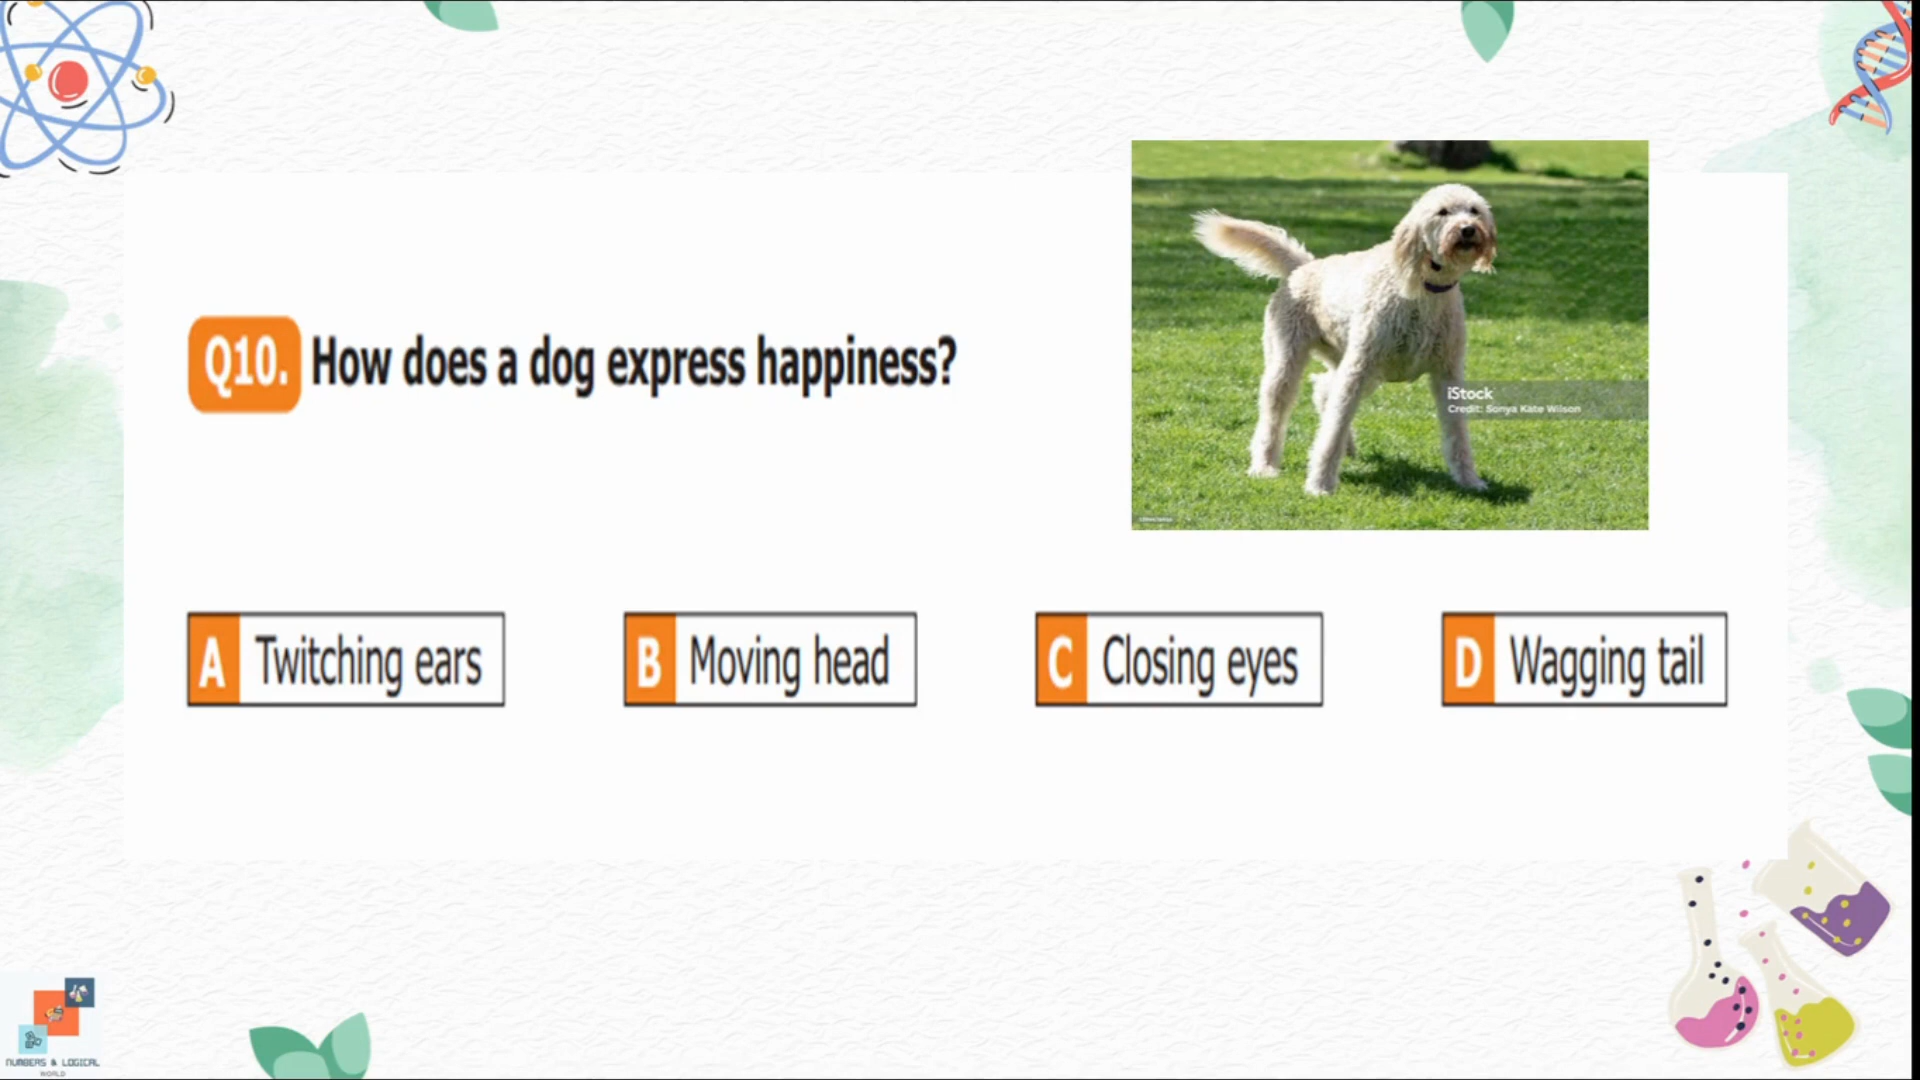 Q10. How does a dog express happiness?
iStock
Credit: Sonya Kate Wilson
A Twitching ears
B Moving head
C Closing eyes
D Wagging tail
NUMBERS & LOGICAL
WORLD